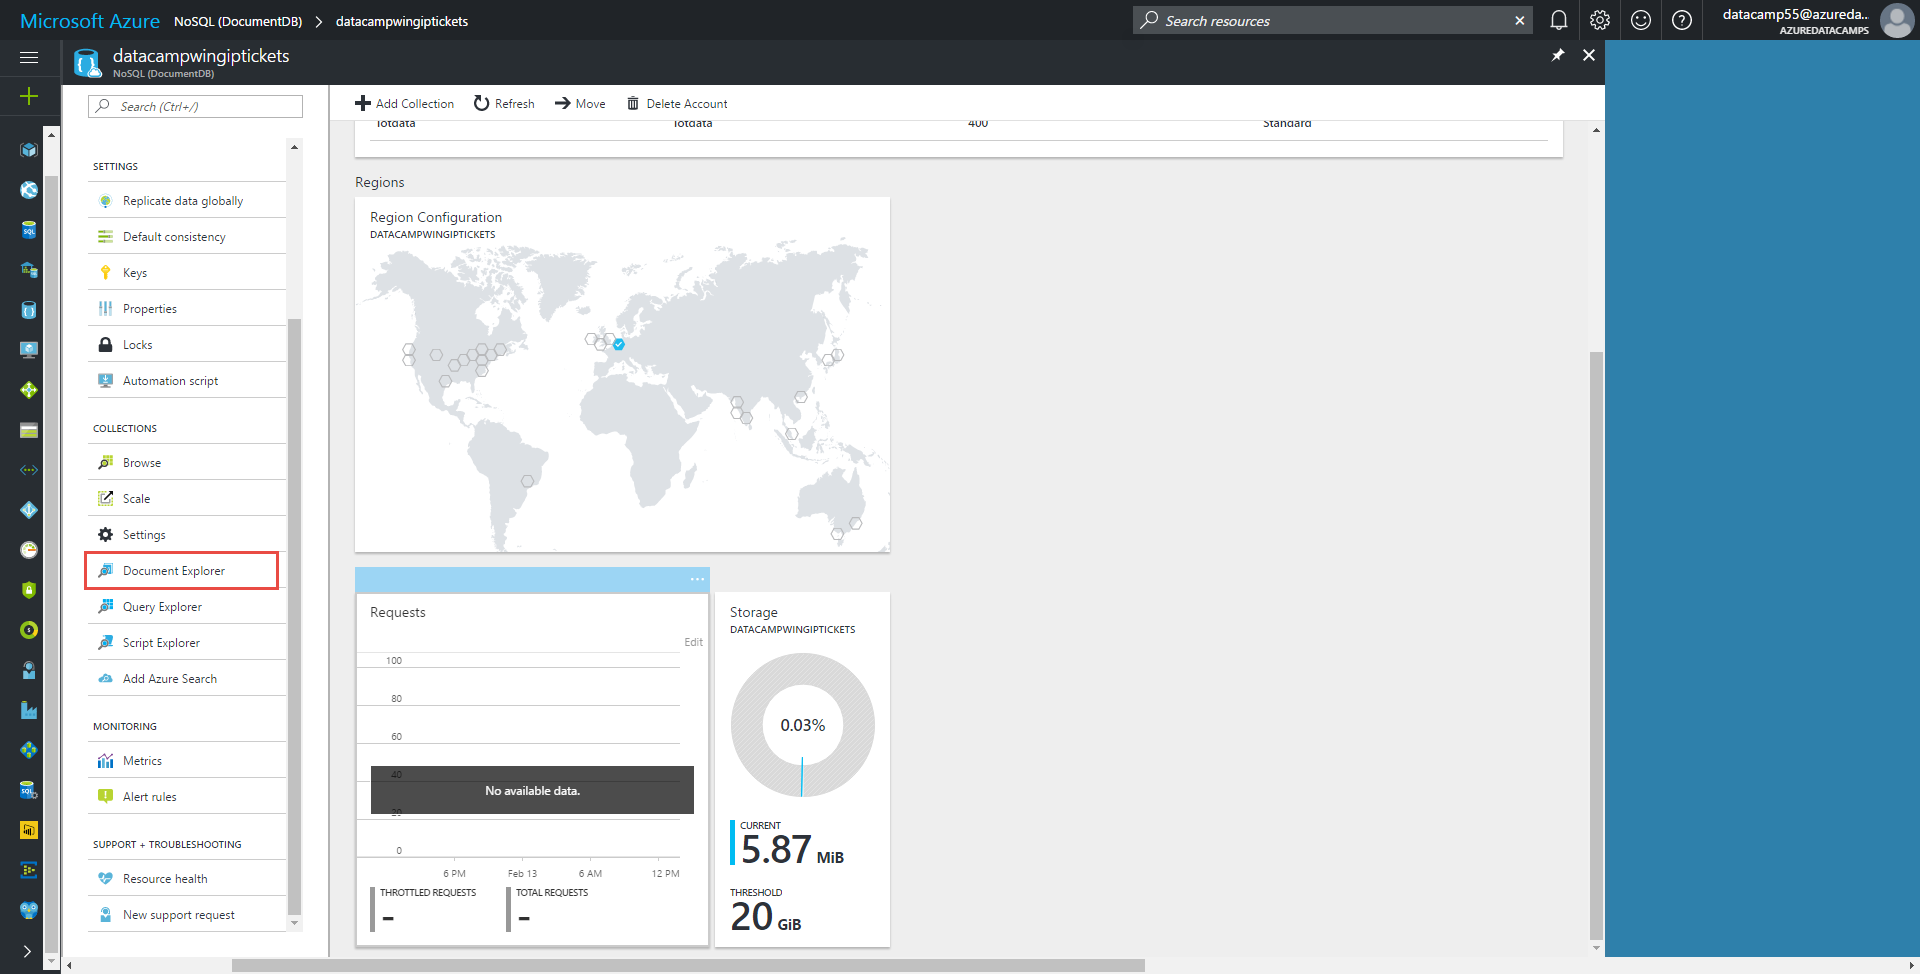 Microsoft Azure NoSQL (DocumentDB) > datacampwingiptickets
Search resources
datacamp55@azureda...
AZUREDATACAMPS
datacampwingiptickets
NoSQL (DocumentDB)
Search (Ctrl+/)
SETTINGS
Replicate data globally
Default consistency
Keys
Properties
Locks
Automation script
COLLECTIONS
Browse
Scale
Settings
Document Explorer
Query Explorer
Script Explorer
Add Azure Search
MONITORING
Metrics
Alert rules
SUPPORT + TROUBLESHOOTING
Resource health
New support request
Add Collection Refresh Move Delete Account
Iotdata Iotdata 400 Standard
Regions
Region Configuration
DATACAMPWINGIPTICKETS
Requests
Edit
100
80
60
40
No available data.
20
0
6 PM Feb 13 6 AM 12 PM
THROTTLED REQUESTS TOTAL REQUESTS
- -
Storage
DATACAMPWINGIPTICKETS
0.03%
CURRENT
5.87 MiB
THRESHOLD
20 GiB